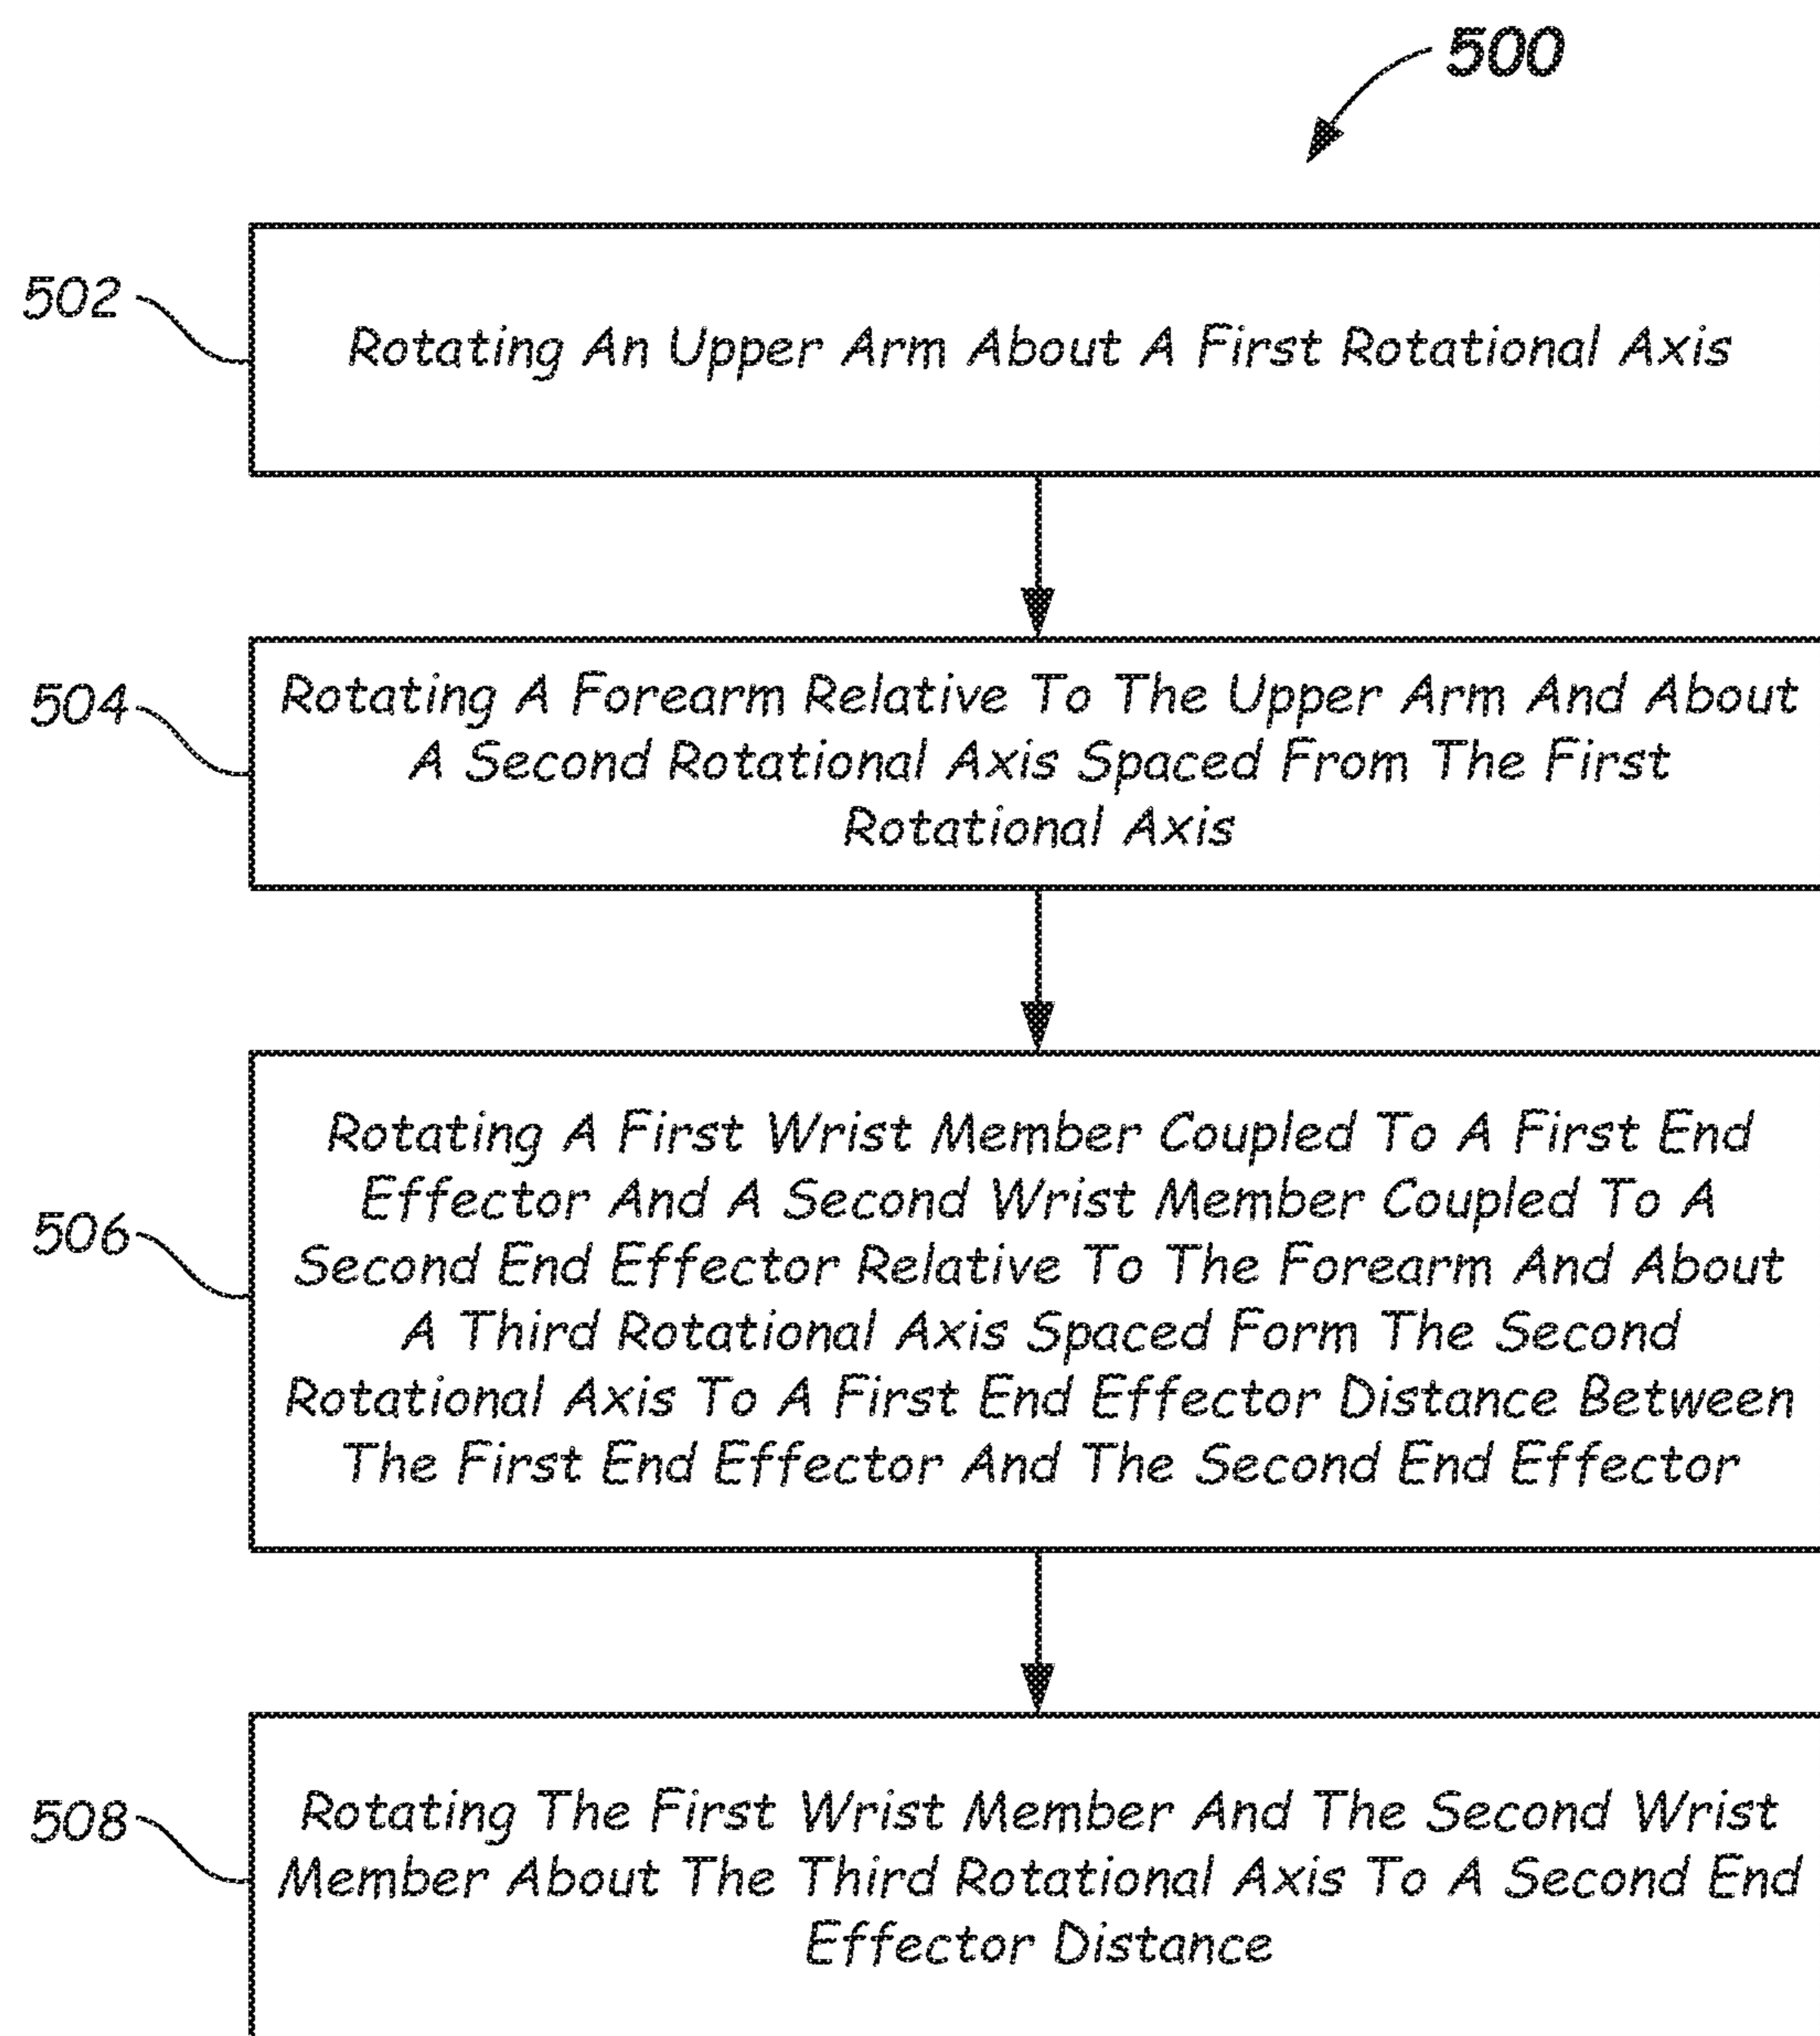 500
502
Rotating An Upper Arm About A First Rotational Axis
504
Rotating A Forearm Relative To The Upper Arm And About
A Second Rotational Axis Spaced From The First
Rotational Axis
506
Rotating A First Wrist Member Coupled To A First End
Effector And A Second Wrist Member Coupled To A
Second End Effector Relative To The Forearm And About
A Third Rotational Axis Spaced Form The Second
Rotational Axis To A First End Effector Distance Between
The First End Effector And The Second End Effector
508
Rotating The First Wrist Member And The Second Wrist
Member About The Third Rotational Axis To A Second End
Effector Distance